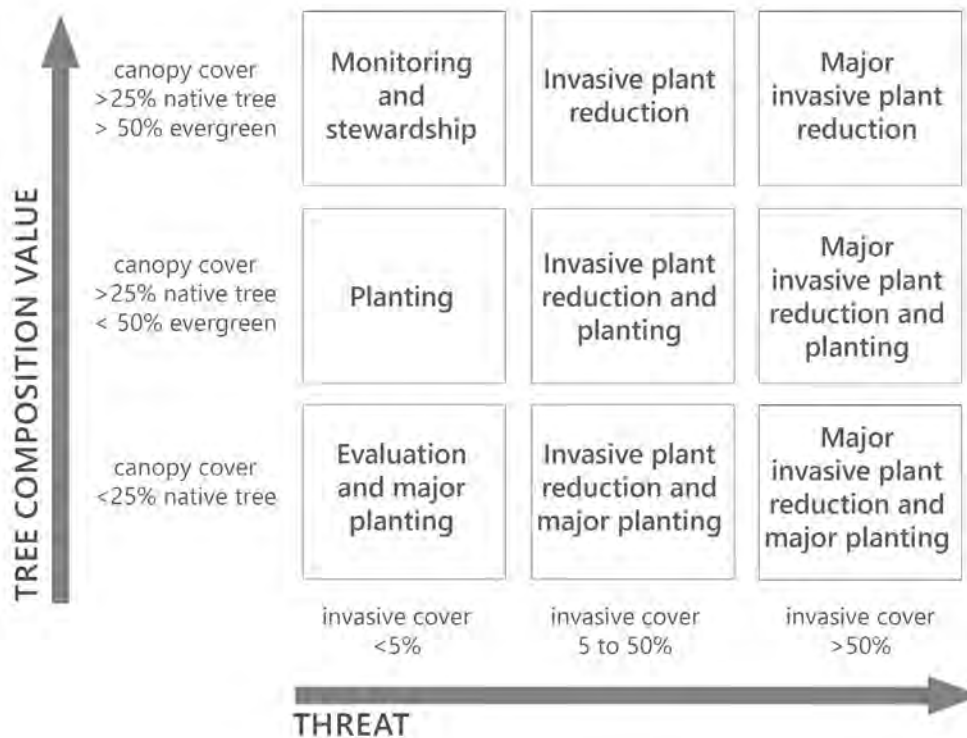 TREE COMPOSITION VALUE
canopy cover
>25% native tree
> 50% evergreen
Monitoring
and
stewardship
Invasive plant
reduction
Major
invasive plant
reduction
canopy cover
>25% native tree
< 50% evergreen
Planting
Invasive plant
reduction and
planting
Major
invasive plant
reduction and
planting
canopy cover
<25% native tree
Evaluation
and major
planting
Invasive plant
reduction and
major planting
Major
invasive plant
reduction and
major planting
invasive cover
<5%
invasive cover
5 to 50%
invasive cover
>50%
THREAT